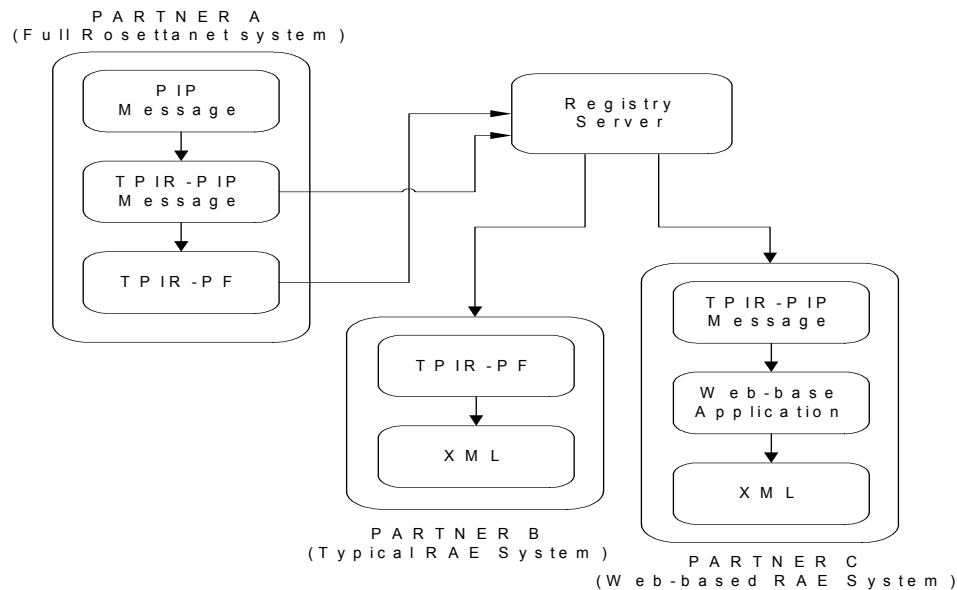 PARTNER A
(Full Rosettanet system)
PIP
Message
TPIR-PIP
Message
TPIR-PF
Registry
Server
TPIR-PF
XML
PARTNER B
(Typical RAE System)
TPIR-PIP
Message
Web-base
Application
XML
PARTNER C
(Web-based RAE System)